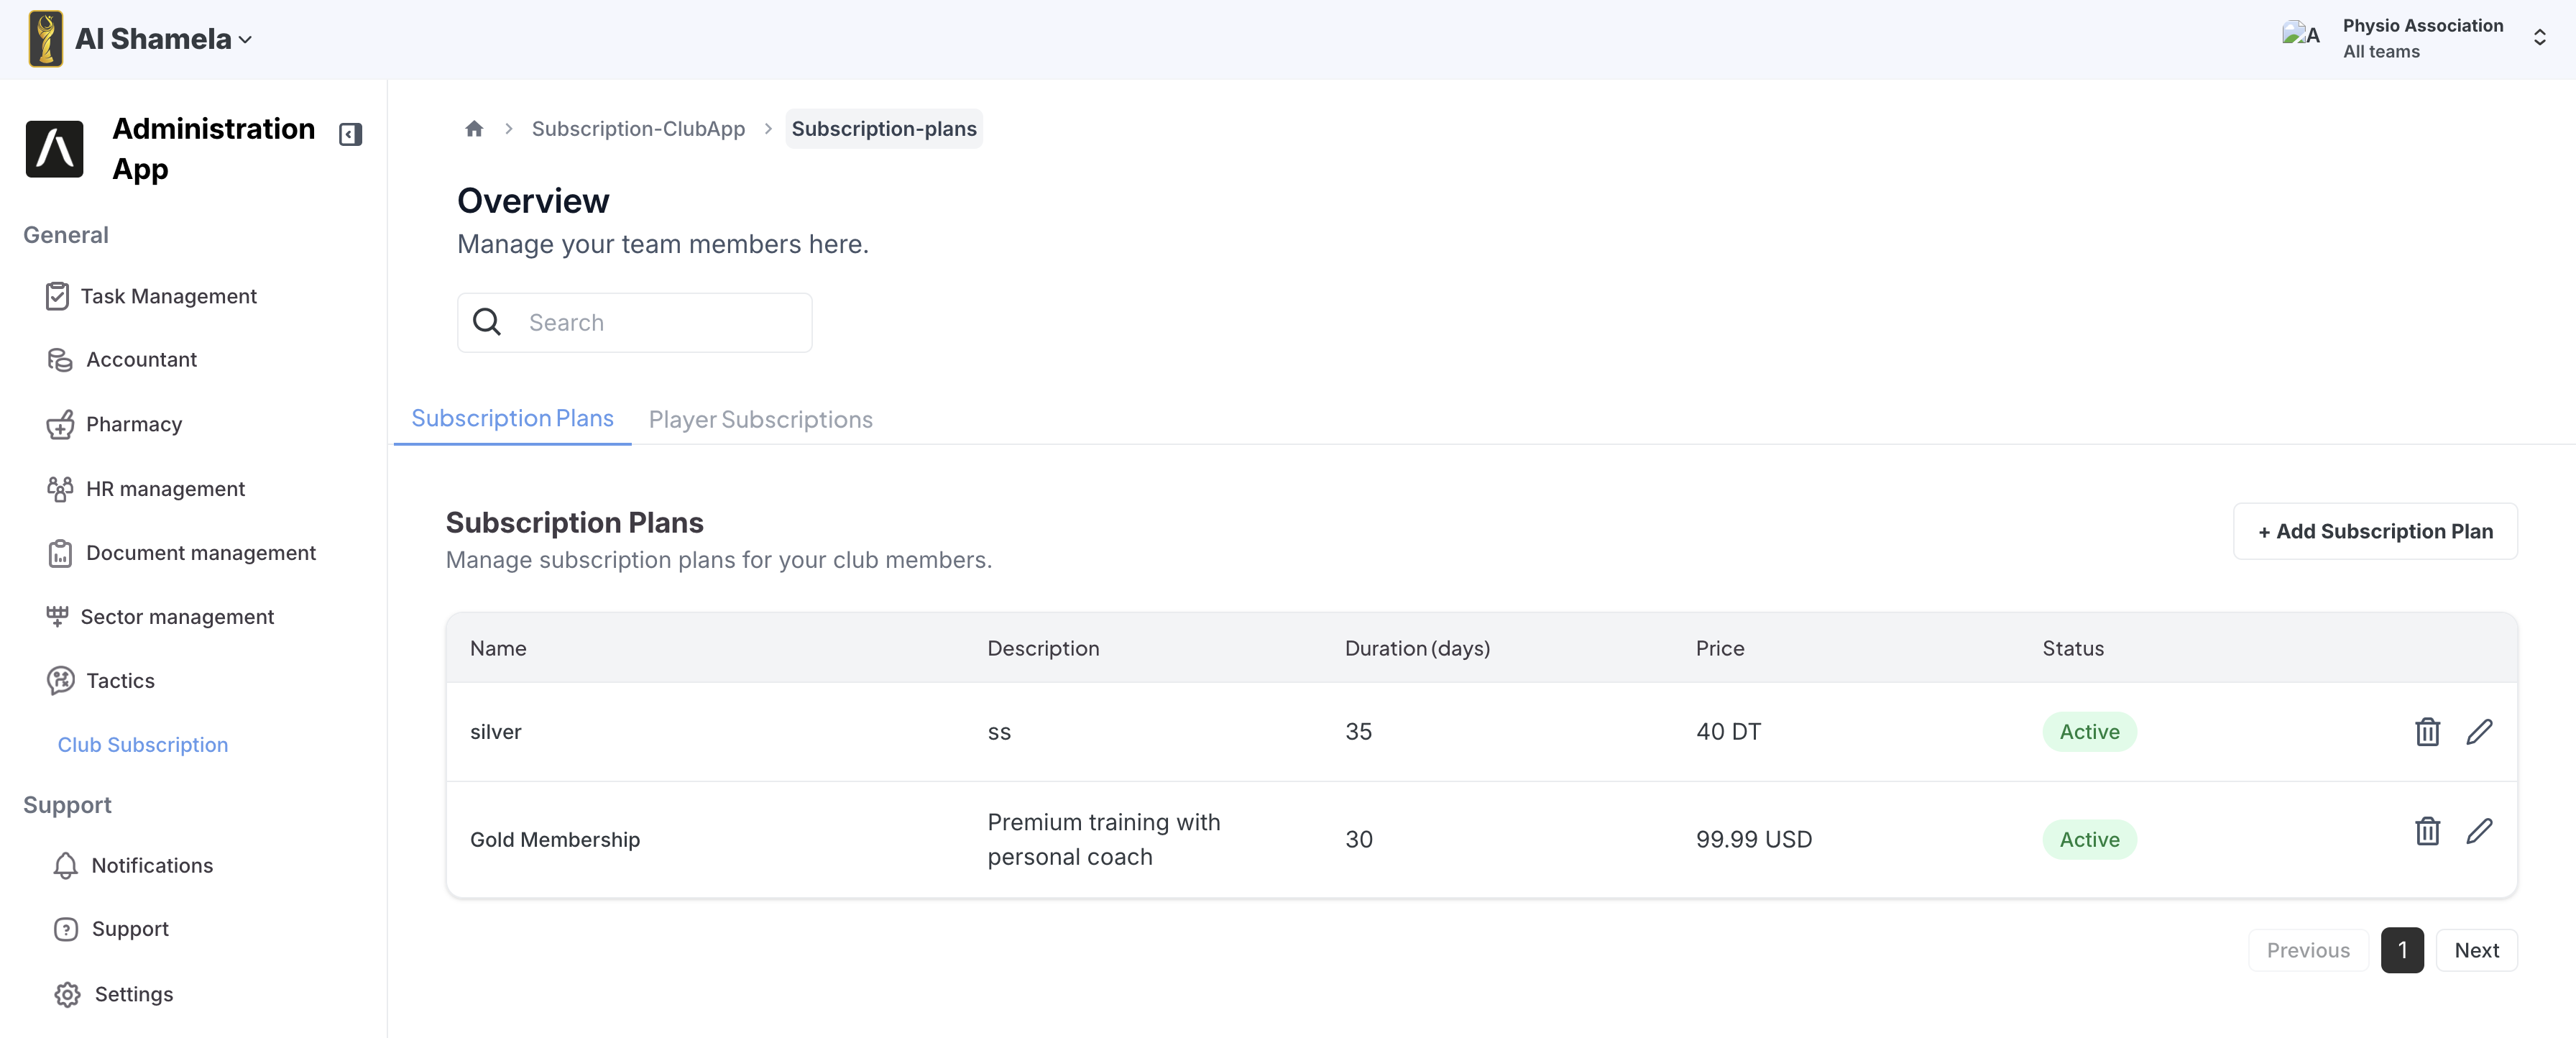 Al Shamela
A
Physio Association
All teams
Administration
App
General
Task Management
Accountant
Pharmacy
HR management
Document management
Sector management
Tactics
Club Subscription
Support
Notifications
Support
Settings
Subscription-ClubApp
Subscription-plans
Overview
Manage your team members here.
Search
Subscription Plans
Player Subscriptions
Subscription Plans
Manage subscription plans for your club members.
+ Add Subscription Plan
Name Description Duration (days) Price Status
silver ss 35 40 DT Active
Gold Membership Premium training with
personal coach 30 99.99 USD Active
Previous 1 Next